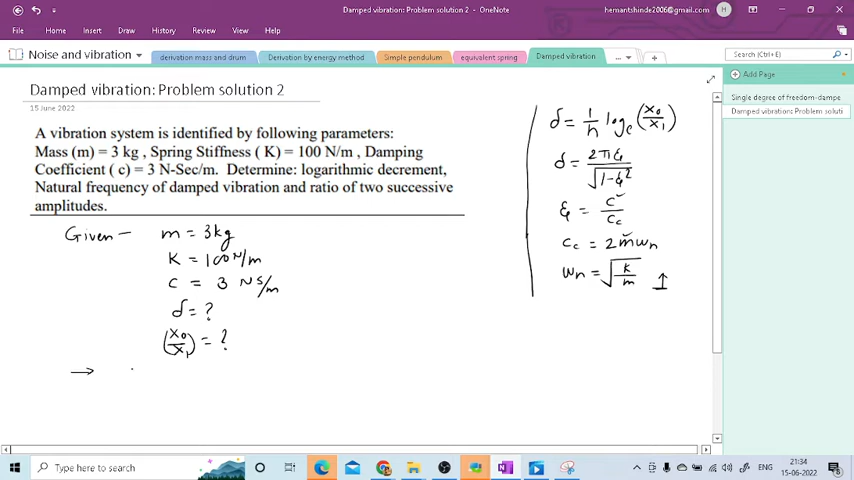 Damped vibration: Problem solution 2 - OneNote
hemantshinde2006@gmail.com
H
File
Home
Insert
Draw
History
Review
View
Help
Noise and vibration
derivation mass and drum
Derivation by energy method
Simple pendulum
equivalent spring
Damped vibration
...
+
Search (Ctrl+E)
Add Page
Single degree of freedom-dampe
Damped vibration: Problem soluti
Damped vibration: Problem solution 2
15 June 2022
A vibration system is identified by following parameters:
Mass (m) = 3 kg , Spring Stiffness ( K) = 100 N/m , Damping
Coefficient ( c) = 3 N-Sec/m. Determine: logarithmic decrement,
Natural frequency of damped vibration and ratio of two successive
amplitudes.
Given - m = 3kg
K = 100 N/m
C = 3 NS/m
δ = ?
(x₀/x₁) = ?
→
δ = 1/n logₑ (x₀/x₁)
δ = 2πξ/√1-ξ²
ξ = c/Cc
Cc = 2mωn
ωn = √K/m
Type here to search
ENG
21:34
15-06-2022